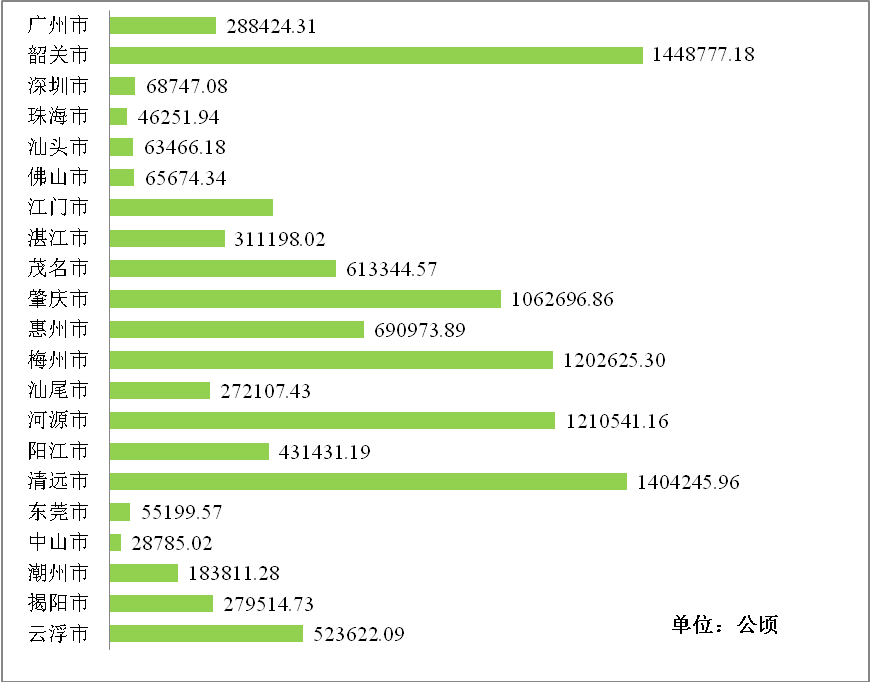 广州市 288424.31
韶关市 1448777.18
深圳市 68747.08
珠海市 46251.94
汕头市 63466.18
佛山市 65674.34
江门市
湛江市 311198.02
茂名市 613344.57
肇庆市 1062696.86
惠州市 690973.89
梅州市 1202625.30
汕尾市 272107.43
河源市 1210541.16
阳江市 431431.19
清远市 1404245.96
东莞市 55199.57
中山市 28785.02
潮州市 183811.28
揭阳市 279514.73
云浮市 523622.09
单位：公顷